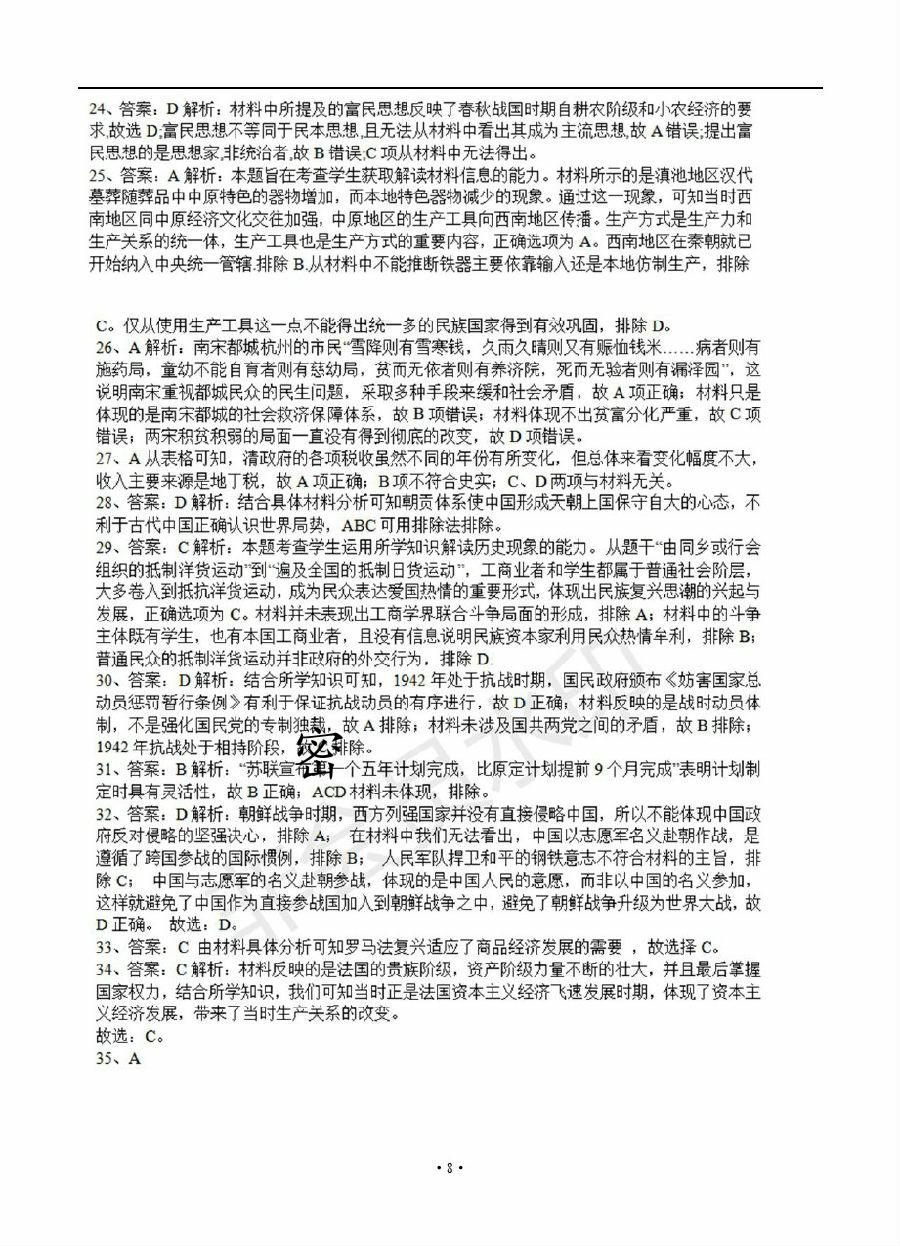 24、答案：D 解析：材料中所提及的富民思想反映了春秋战国时期自耕农阶级和小农经济的要
求,故选 D;富民思想不等同于民本思想,且无法从材料中看出其成为主流思想,故 A 错误;提出富
民思想的是思想家,非统治者,故 B 错误;C 项从材料中无法得出。
25、答案：A 解析：本题旨在考查学生获取解读材料信息的能力。材料所示的是滇池地区汉代
墓葬随葬品中中原特色的器物增加，而本地特色器物减少的现象。通过这一现象，可知当时西
南地区同中原经济文化交往加强，中原地区的生产工具向西南地区传播。生产方式是生产力和
生产关系的统一体，生产工具也是生产方式的重要内容，正确选项为 A。西南地区在秦朝就已
开始纳入中央统一管辖.排除 B.从材料中不能推断铁器主要依靠输入还是本地仿制生产，排除
C。仅从使用生产工具这一点不能得出统一多的民族国家得到有效巩固，排除 D。
26、A 解析：南宋都城杭州的市民“雪降则有雪寒钱，久雨久晴则又有赈恤钱米……病者则有
施药局，童幼不能自育者则有慈幼局，贫而无依者则有养济院，死而无殓者则有漏泽园”，这
说明南宋重视都城民众的民生问题，采取多种手段来缓和社会矛盾，故 A 项正确；材料只是
体现的是南宋都城的社会救济保障体系，故 B 项错误；材料体现不出贫富分化严重，故 C 项
错误；两宋积贫积弱的局面一直没有得到彻底的改变，故 D 项错误。
27、A 从表格可知，清政府的各项税收虽然不同的年份有所变化，但总体来看变化幅度不大，
收入主要来源是地丁税，故 A 项正确；B 项不符合史实；C、D 两项与材料无关。
28、答案：D 解析：结合具体材料分析可知朝贡体系使中国形成天朝上国保守自大的心态，不
利于古代中国正确认识世界局势，ABC 可用排除法排除。
29、答案：C 解析：本题考查学生运用所学知识解读历史现象的能力。从题干“由同乡或行会
组织的抵制洋货运动”到“遍及全国的抵制日货运动”，工商业者和学生都属于普通社会阶层，
大多卷入到抵抗洋货运动，成为民众表达爱国热情的重要形式，体现出民族复兴思潮的兴起与
发展，正确选项为 C。材料并未表现出工商学界联合斗争局面的形成，排除 A；材料中的斗争
主体既有学生，也有本国工商业者，且没有信息说明民族资本家利用民众热情牟利，排除 B；
普通民众的抵制洋货运动并非政府的外交行为，排除 D.
30、答案：D 解析：结合所学知识可知，1942 年处于抗战时期，国民政府颁布《妨害国家总
动员惩罚暂行条例》有利于保证抗战动员的有序进行，故 D 正确；材料反映的是战时动员体
制，不是强化国民党的专制独裁，故 A 排除；材料未涉及国共两党之间的矛盾，故 B 排除；
1942 年抗战处于相持阶段，密排除。
31、答案：B 解析：“苏联宣布第一个五年计划完成，比原定计划提前 9 个月完成”表明计划制
定时具有灵活性，故 B 正确；ACD 材料未体现，排除。
32、答案：D 解析：朝鲜战争时期，西方列强国家并没有直接侵略中国，所以不能体现中国政
府反对侵略的坚强决心，排除 A； 在材料中我们无法看出，中国以志愿军名义赴朝作战，是
遵循了跨国参战的国际惯例，排除 B； 人民军队捍卫和平的钢铁意志不符合材料的主旨，排
除 C； 中国与志愿军的名义赴朝参战，体现的是中国人民的意愿，而非以中国的名义参加，
这样就避免了中国作为直接参战国加入到朝鲜战争之中，避免了朝鲜战争升级为世界大战，故
D 正确。 故选：D。
33、答案：C 由材料具体分析可知罗马法复兴适应了商品经济发展的需要 ，故选择 C。
34、答案：C 解析：材料反映的是法国的贵族阶级，资产阶级力量不断的壮大，并且最后掌握
国家权力，结合所学知识，我们可知当时正是法国资本主义经济飞速发展时期，体现了资本主
义经济发展，带来了当时生产关系的改变。
故选：C。
35、A
·8·